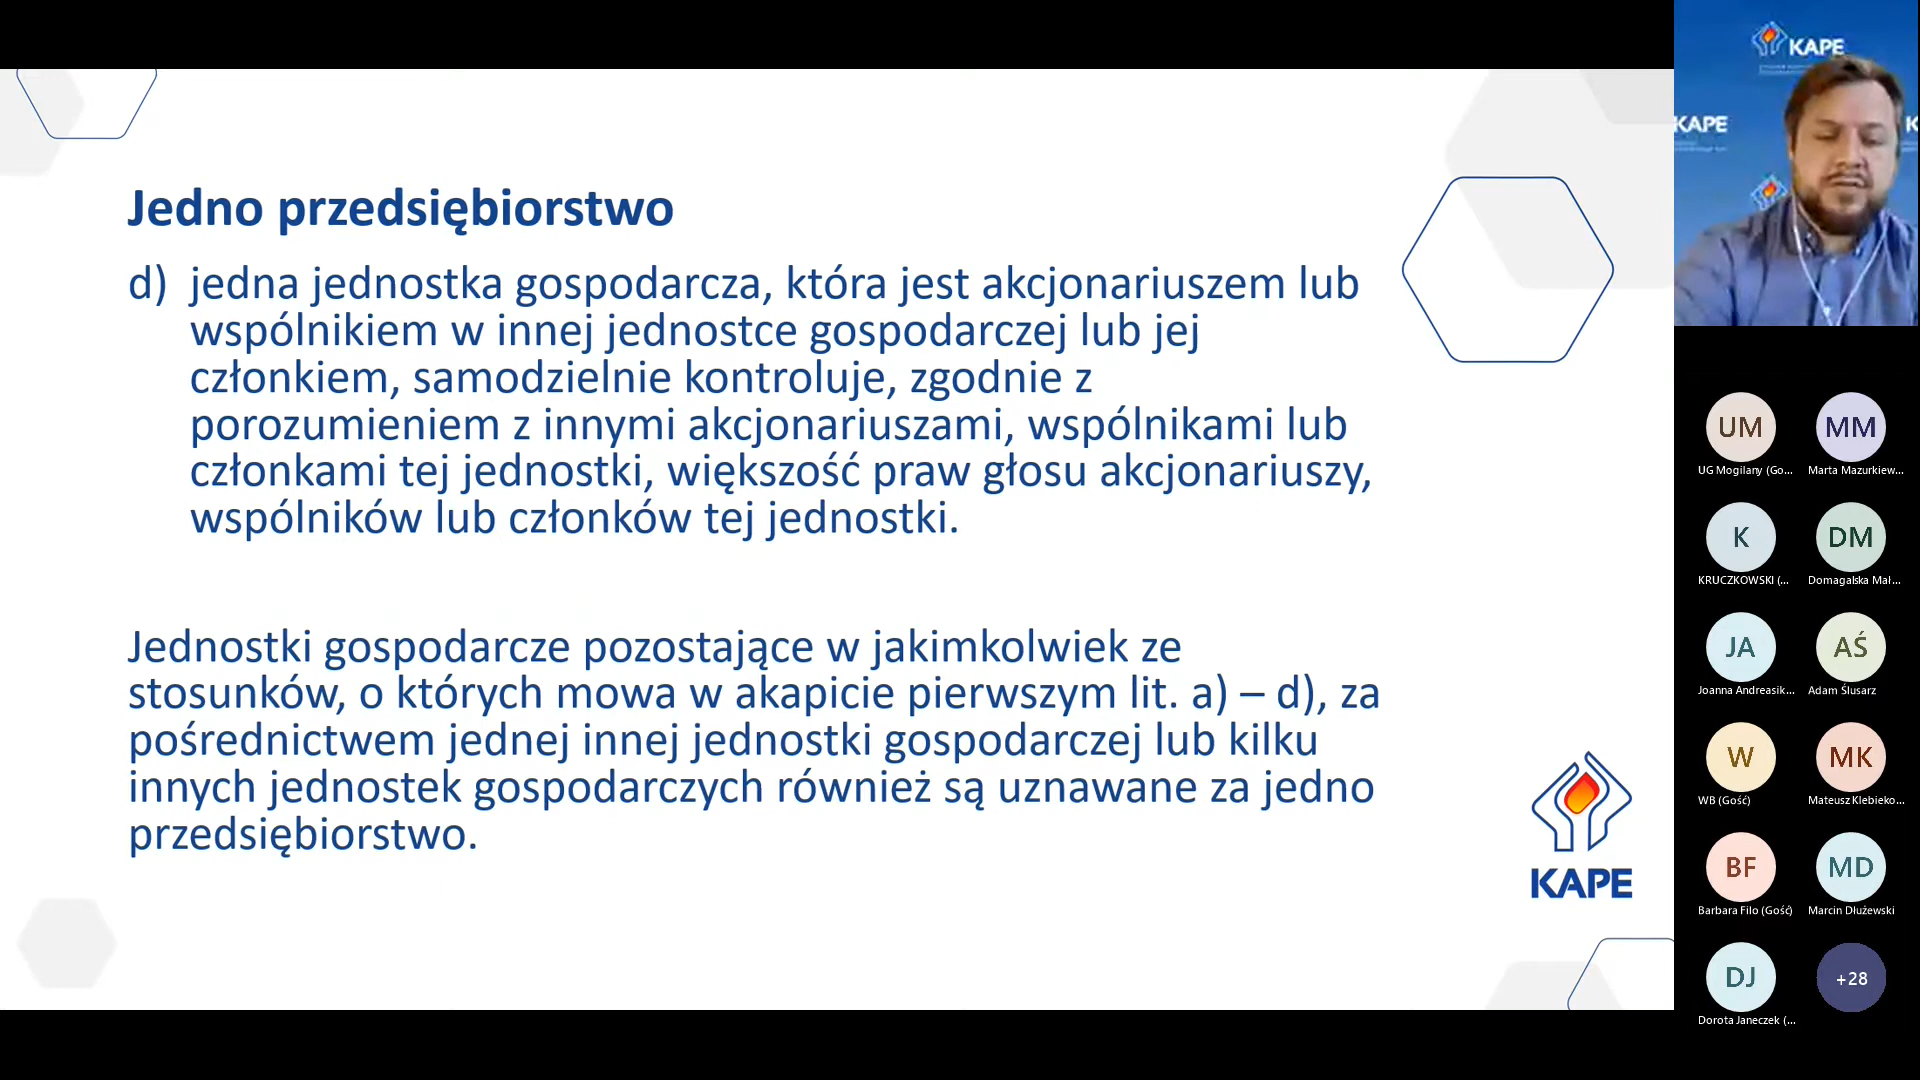 Jedno przedsiębiorstwo
d) jedna jednostka gospodarcza, która jest akcjonariuszem lub
wspólnikiem w innej jednostce gospodarczej lub jej
członkiem, samodzielnie kontroluje, zgodnie z
porozumieniem z innymi akcjonariuszami, wspólnikami lub
członkami tej jednostki, większość praw głosu akcjonariuszy,
wspólników lub członków tej jednostki.
Jednostki gospodarcze pozostające w jakimkolwiek ze
stosunków, o których mowa w akapicie pierwszym lit. a) – d), za
pośrednictwem jednej innej jednostki gospodarczej lub kilku
innych jednostek gospodarczych również są uznawane za jedno
przedsiębiorstwo.
KAPE
KAPE
KAPE
UM
UG Mogilany (Go...
MM
Marta Mazurkiew...
K
KRUCZKOWSKI (...
DM
Domagalska Mał...
JA
Joanna Andreasik...
AŚ
Adam Ślusarz
W
WB (Gość)
MK
Mateusz Klebieko...
BF
Barbara Filo (Gość)
MD
Marcin Dłużewski
DJ
Dorota Janeczek (...
+28